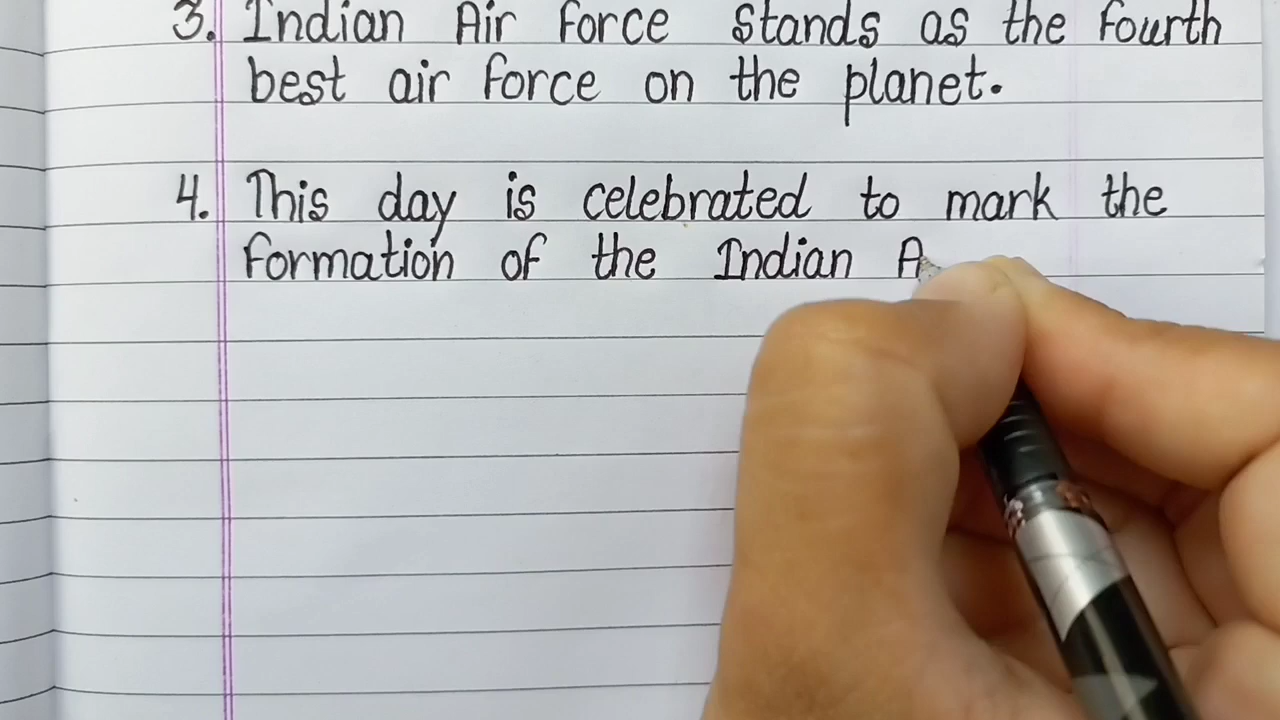 3. Indian Air Force stands as the fourth
best air force on the planet.
4. This day is celebrated to mark the
formation of the Indian A